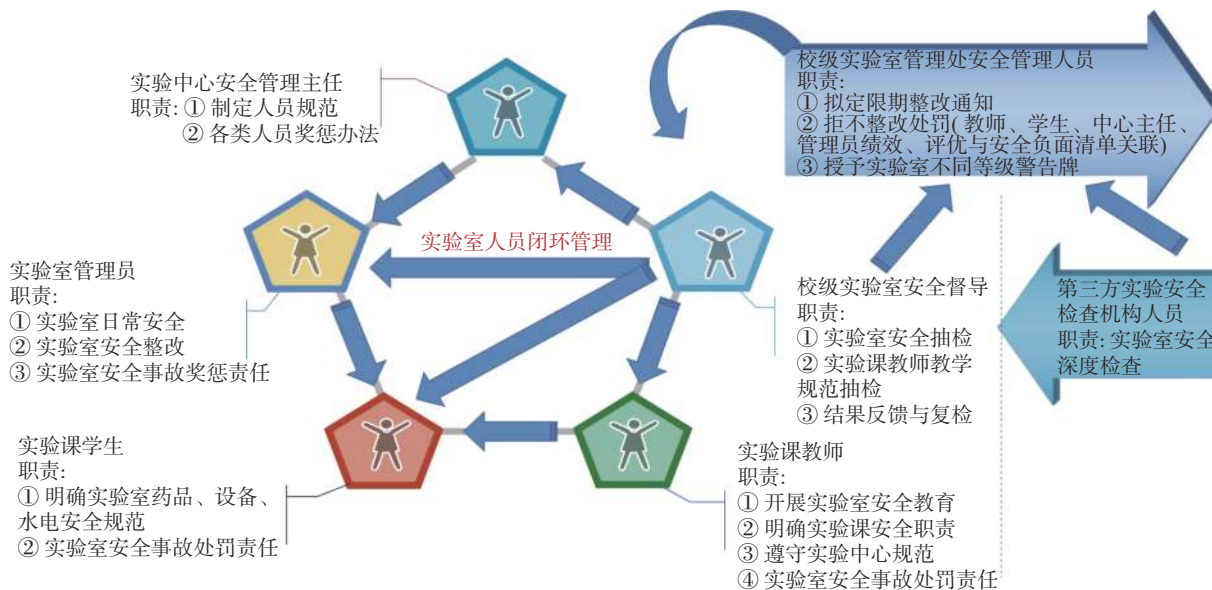 实验中心安全管理主任
职责: ① 制定人员规范
② 各类人员奖惩办法
校级实验室管理处安全管理人员
职责:
① 拟定限期整改通知
② 拒不整改处罚( 教师、学生、中心主任、
管理员绩效、评优与安全负面清单关联)
③ 授予实验室不同等级警告牌
实验室人员闭环管理
实验室管理员
职责:
① 实验室日常安全
② 实验室安全整改
③ 实验室安全事故奖惩责任
校级实验室安全督导
职责:
① 实验室安全抽检
② 实验课教师教学
规范抽检
③ 结果反馈与复检
第三方实验安全
检查机构人员
职责: 实验室安全
深度检查
实验课学生
职责:
① 明确实验室药品、设备、
水电安全规范
② 实验室安全事故处罚责任
实验课教师
职责:
① 开展实验室安全教育
② 明确实验课安全职责
③ 遵守实验中心规范
④ 实验室安全事故处罚责任